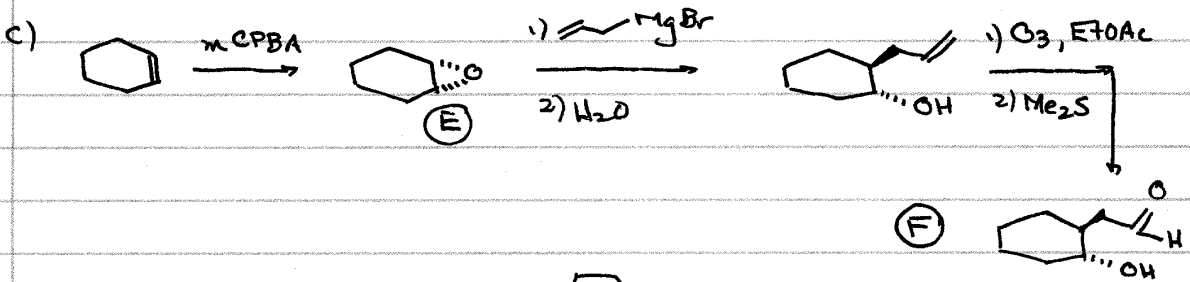 c)
mCPBA
O
E
1) MgBr
2) H2O
OH
1) O3, EtOAc
2) Me2S
F
O
H
OH